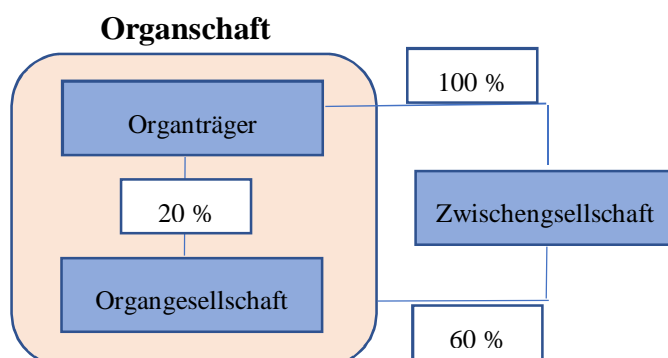 Organschaft
100 %
Organträger
20 %
Zwischengsellschaft
Organgesellschaft
60 %